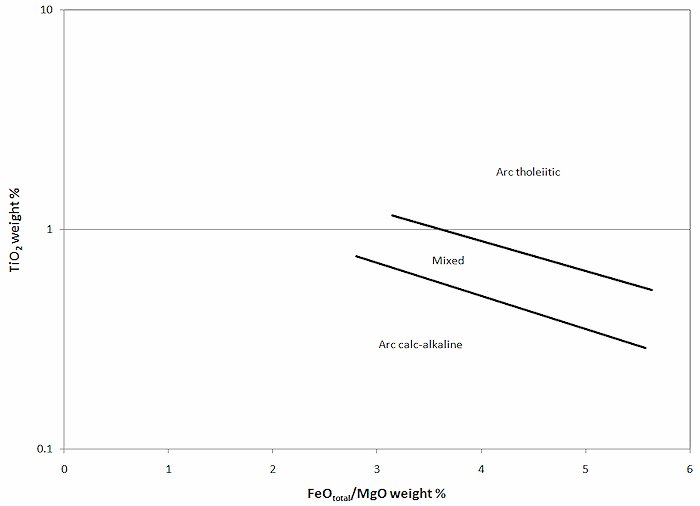 10
Arc tholeiitic
1
Mixed
Arc calc-alkaline
0.1
0 1 2 3 4 5 6
FeOtotal/MgO weight %
TiO2 weight %